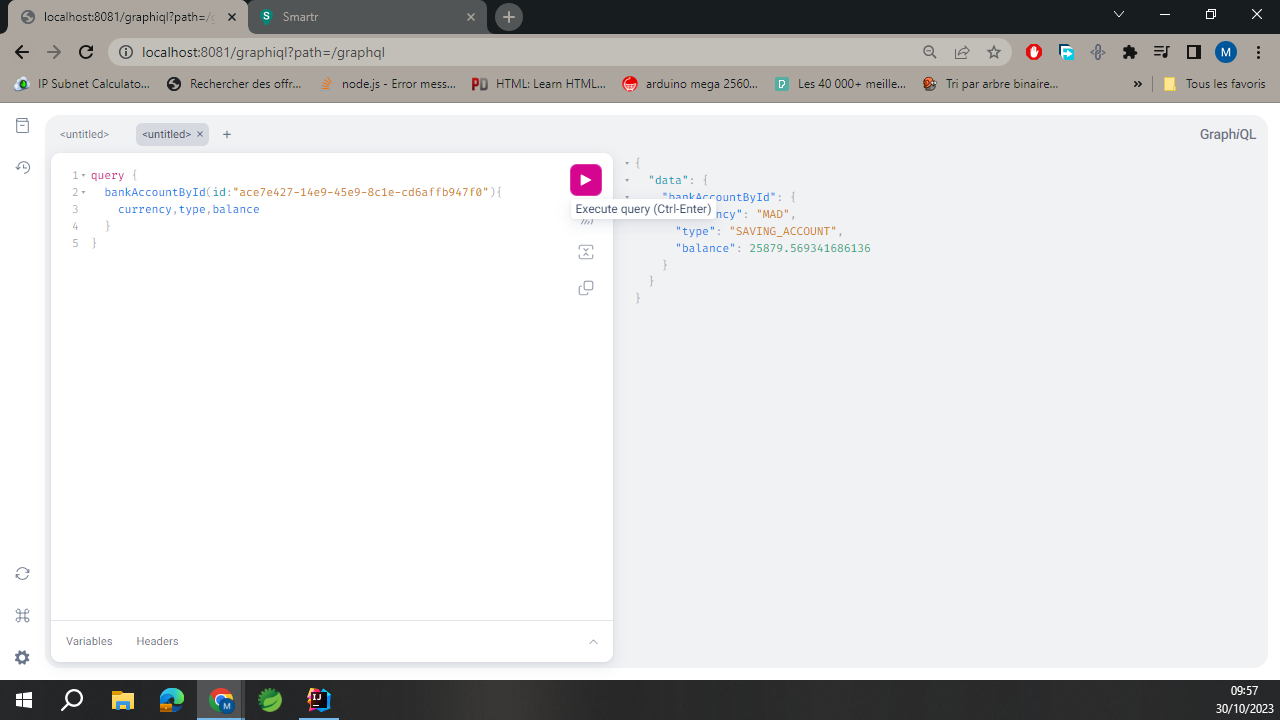 localhost:8081/graphiql?path=/g
Smartr
localhost:8081/graphiql?path=/graphql
M
IP Subnet Calculato...
Rechercher des offr...
node.js - Error mess...
PD
HTML: Learn HTML...
arduino mega 2560...
Les 40 000+ meille...
Tri par arbre binaire...
»
Tous les favoris
<untitled>
<untitled> ×
+
GraphiQL
1 query {
2 bankAccountById(id:"ace7e427-14e9-45e9-8c1e-cd6affb947f0"){
3 currency,type,balance
4 }
5 }
Execute query (Ctrl-Enter)
{
"data": {
"bankAccountById": {
ncy": "MAD",
"type": "SAVING_ACCOUNT",
"balance": 25879.569341686136
}
}
}
Variables
Headers
M
IJ
09:57
30/10/2023